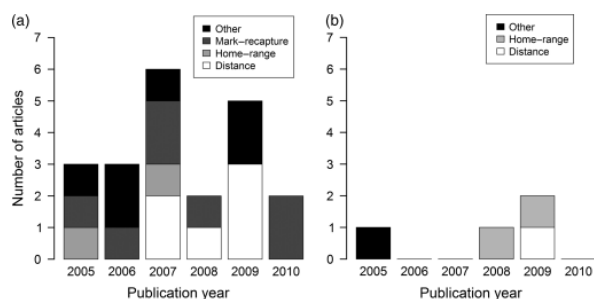 (a)
Other
Mark–recapture
Home–range
Distance
7
6
5
4
3
2
1
0
Number of articles
2005 2006 2007 2008 2009 2010
Publication year
(b)
Other
Home–range
Distance
7
6
5
4
3
2
1
0
2005 2006 2007 2008 2009 2010
Publication year